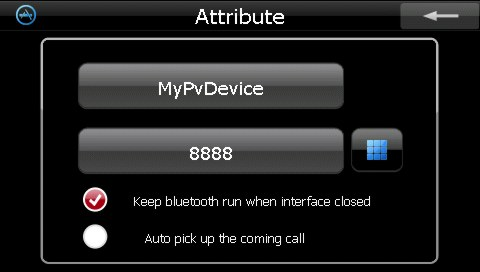 Attribute
MyPvDevice
8888
Keep bluetooth run when interface closed
Auto pick up the coming call